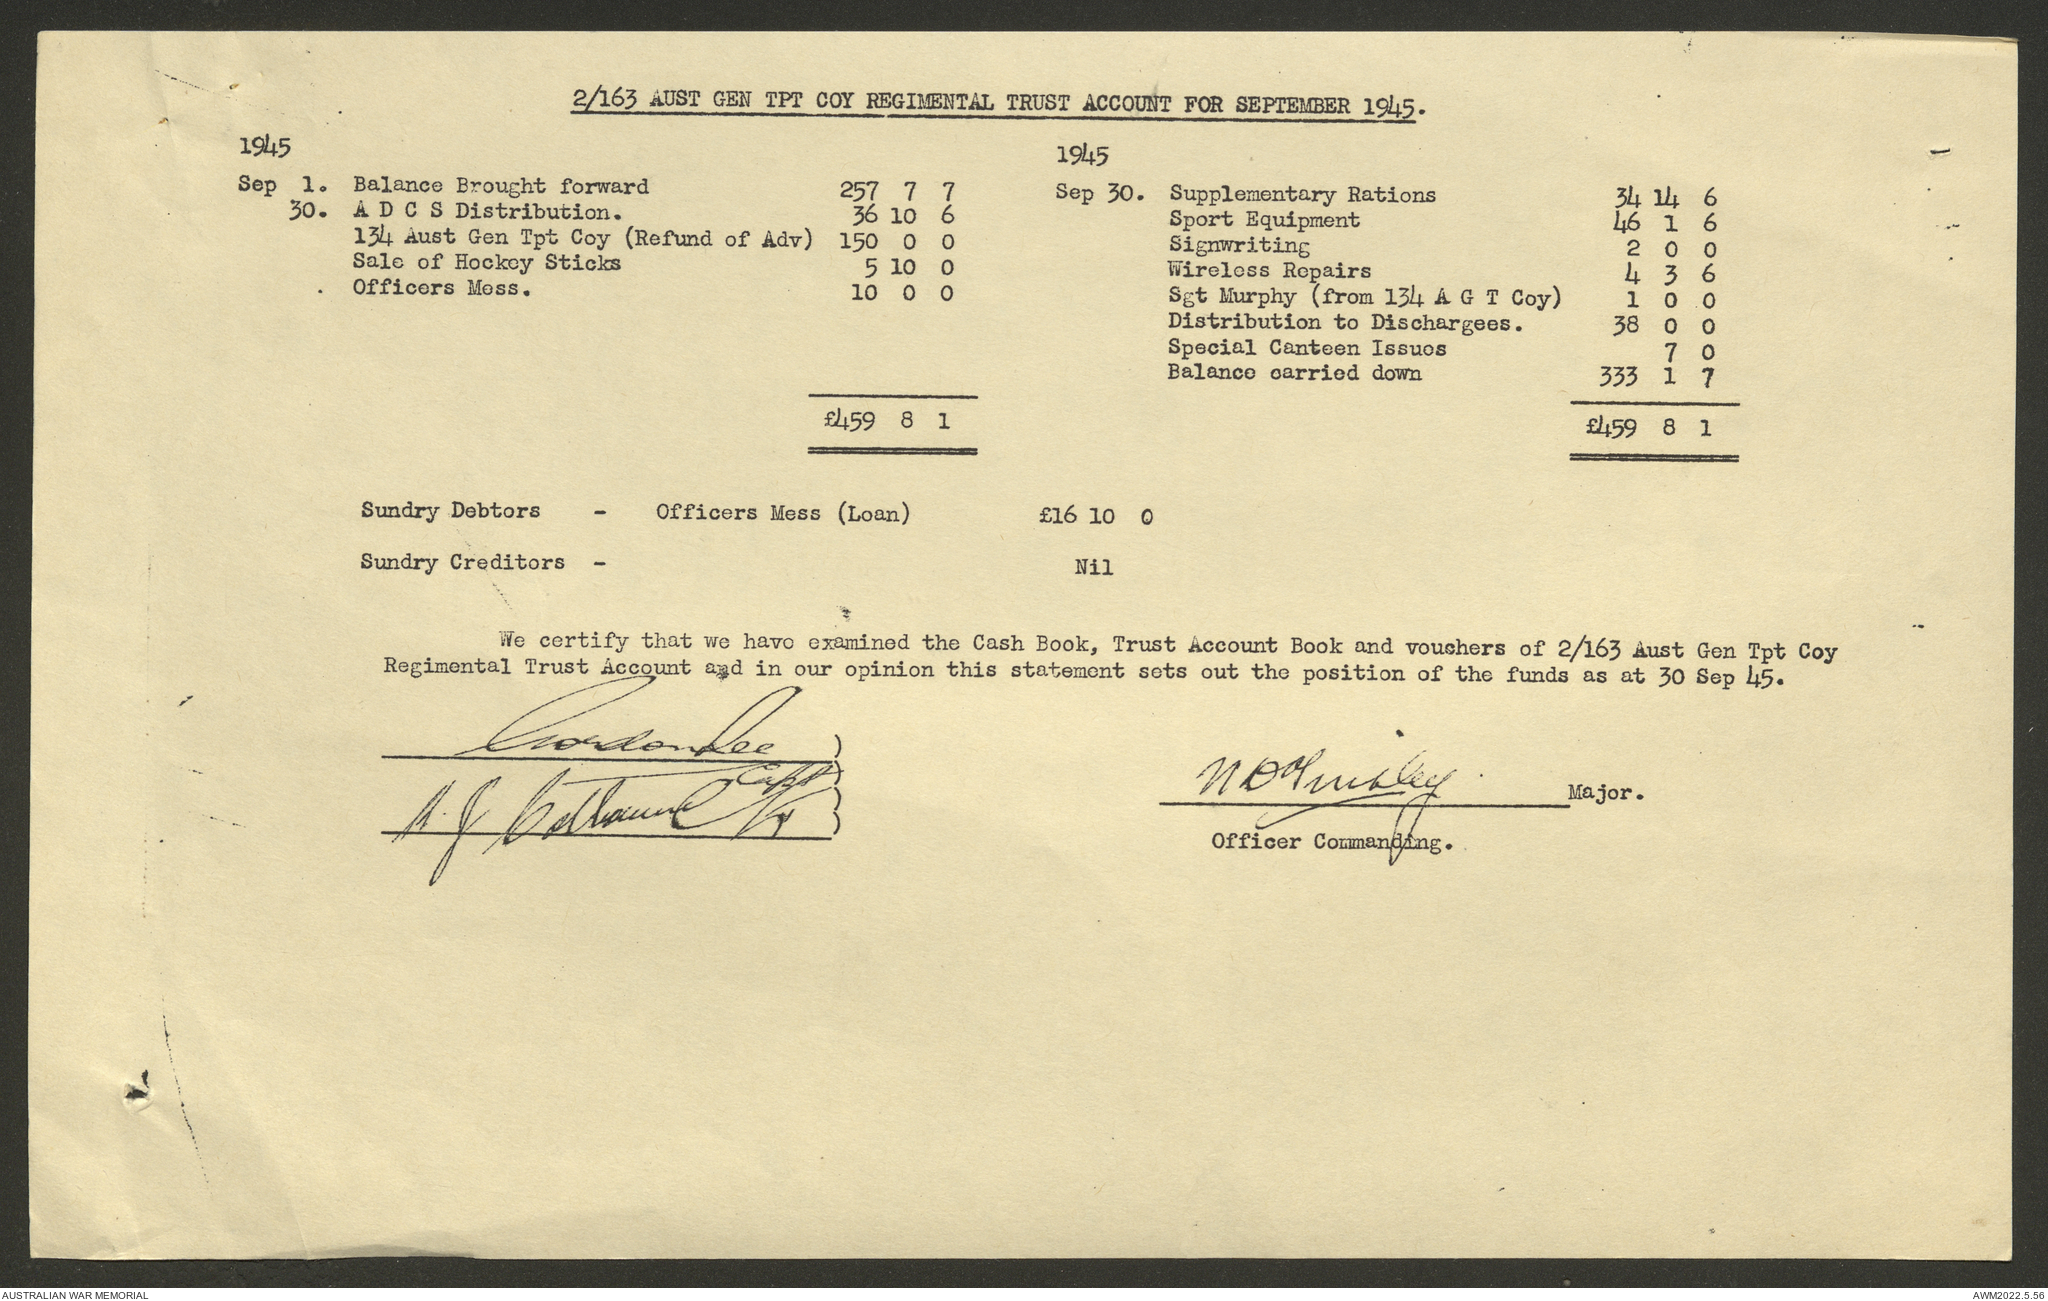 2/163 AUST GEN TPT COY REGIMENTAL TRUST ACCOUNT FOR SEPTEMBER 1945.
1945
Sep 1. Balance Brought forward 257 7 7
30. A D C S Distribution. 36 10 6
134 Aust Gen Tpt Coy (Refund of Adv) 150 0 0
Sale of Hockey Sticks 5 10 0
Officers Mess. 10 0 0
£459 8 1
1945
Sep 30. Supplementary Rations 34 14 6
Sport Equipment 46 1 6
Signwriting 2 0 0
Wireless Repairs 4 3 6
Sgt Murphy (from 134 A G T Coy) 1 0 0
Distribution to Dischargees. 38 0 0
Special Canteen Issues 7 0
Balance carried down 333 1 7
£459 8 1
Sundry Debtors - Officers Mess (Loan) £16 10 0
Sundry Creditors - Nil
We certify that we have examined the Cash Book, Trust Account Book and vouchers of 2/163 Aust Gen Tpt Coy
Regimental Trust Account and in our opinion this statement sets out the position of the funds as at 30 Sep 45.
Gordon Lee )
Capt )
)
)
Major.
Officer Commanding.
AUSTRALIAN WAR MEMORIAL
AWM2022.5.56